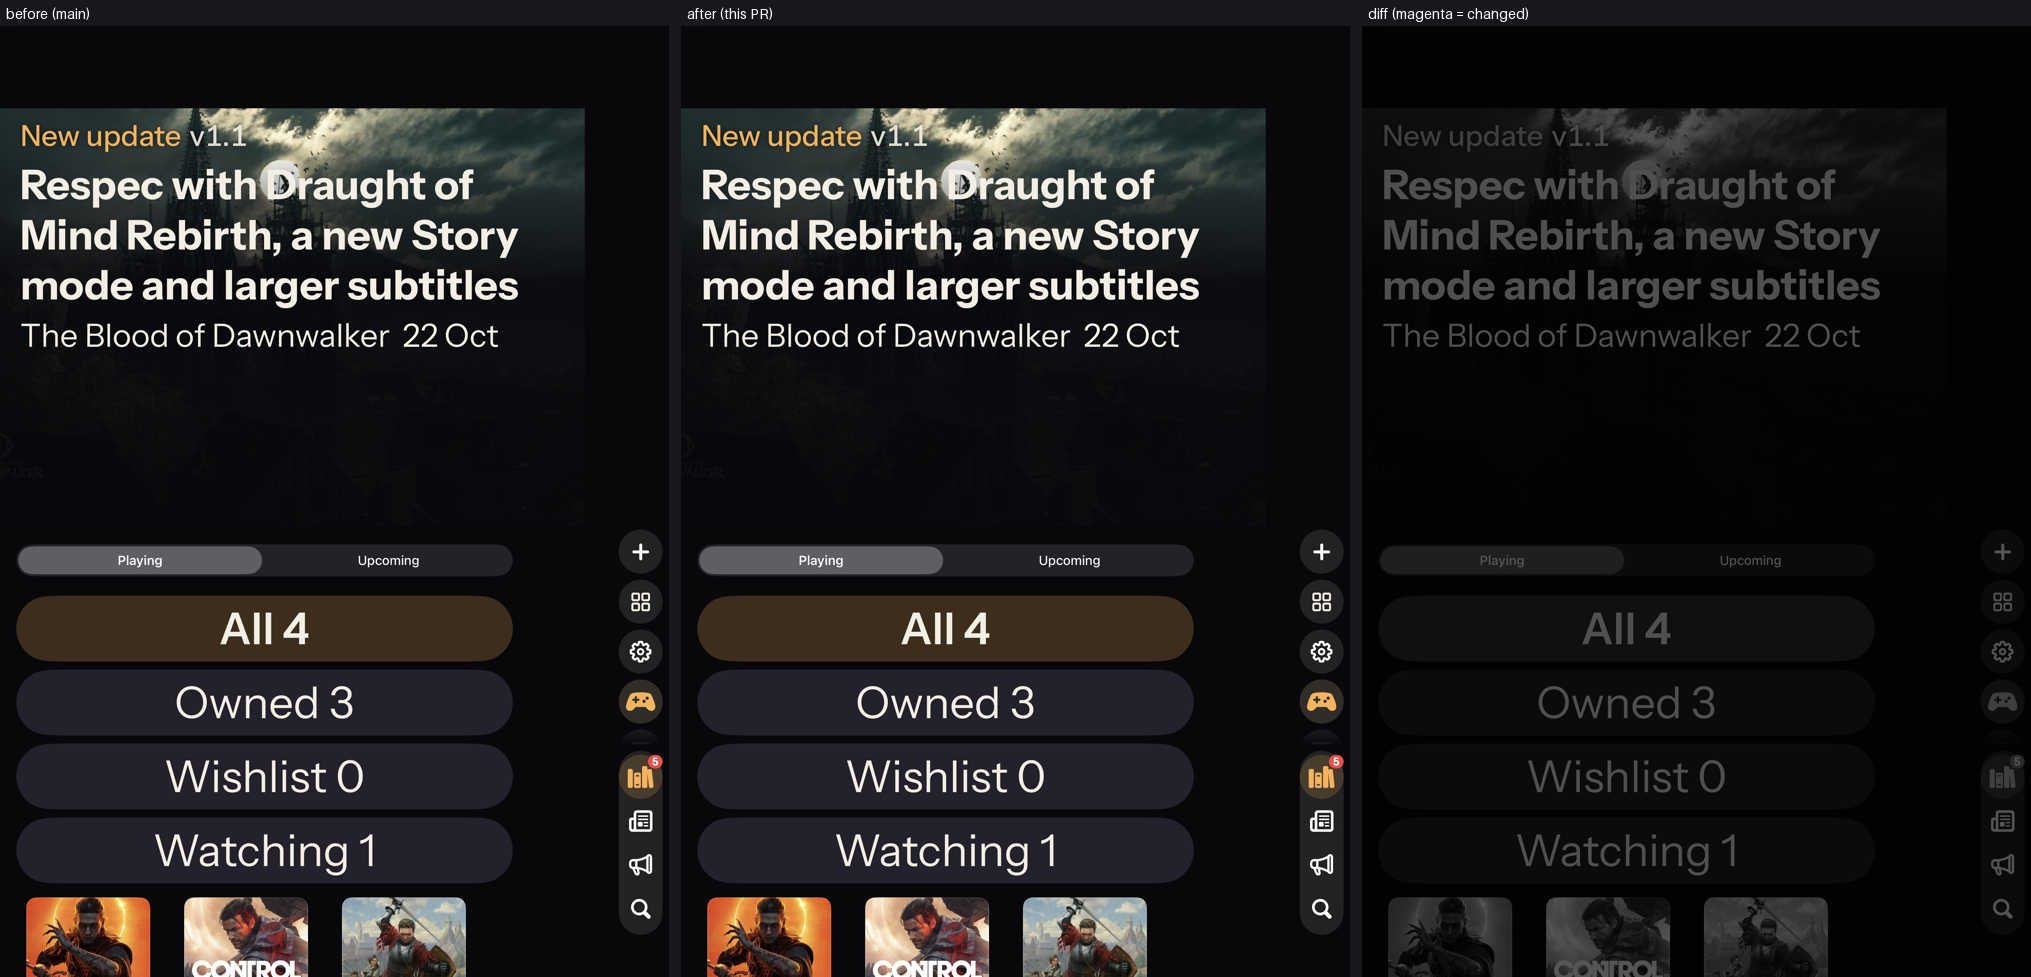 before (main)
New update v1.1
Respec with Draught of
Mind Rebirth, a new Story
mode and larger subtitles
The Blood of Dawnwalker 22 Oct
Playing
Upcoming
All 4
Owned 3
Wishlist 0
Watching 1
5
CONTROL
after (this PR)
New update v1.1
Respec with Draught of
Mind Rebirth, a new Story
mode and larger subtitles
The Blood of Dawnwalker 22 Oct
Playing
Upcoming
All 4
Owned 3
Wishlist 0
Watching 1
5
CONTROL
diff (magenta = changed)
New update v1.1
Respec with Draught of
Mind Rebirth, a new Story
mode and larger subtitles
The Blood of Dawnwalker 22 Oct
Playing
Upcoming
All 4
Owned 3
Wishlist 0
Watching 1
5
CONTROL